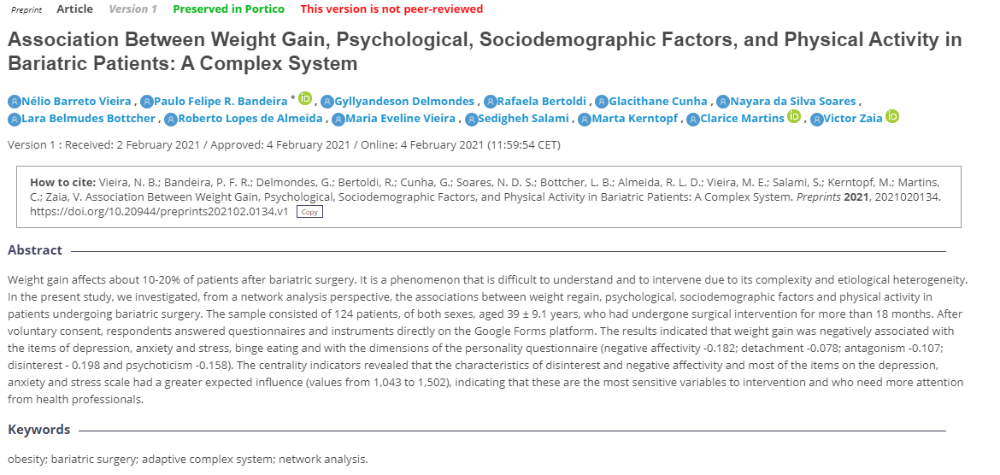 Preprint Article Version 1 Preserved in Portico This version is not peer-reviewed
Association Between Weight Gain, Psychological, Sociodemographic Factors, and Physical Activity in
Bariatric Patients: A Complex System
Nélio Barreto Vieira , Paulo Felipe R. Bandeira * iD , Gyllyandeson Delmondes , Rafaela Bertoldi , Glacithane Cunha , Nayara da Silva Soares ,
Lara Belmudes Bottcher , Roberto Lopes de Almeida , Maria Eveline Vieira , Sedigheh Salami , Marta Kerntopf , Clarice Martins iD , Victor Zaia iD
Version 1 : Received: 2 February 2021 / Approved: 4 February 2021 / Online: 4 February 2021 (11:59:54 CET)
How to cite: Vieira, N. B.; Bandeira, P. F. R.; Delmondes, G.; Bertoldi, R.; Cunha, G.; Soares, N. D. S.; Bottcher, L. B.; Almeida, R. L. D.; Vieira, M. E.; Salami, S.; Kerntopf, M.; Martins,
C.; Zaia, V. Association Between Weight Gain, Psychological, Sociodemographic Factors, and Physical Activity in Bariatric Patients: A Complex System. Preprints 2021, 2021020134.
https://doi.org/10.20944/preprints202102.0134.v1 Copy
Abstract
Weight gain affects about 10-20% of patients after bariatric surgery. It is a phenomenon that is difficult to understand and to intervene due to its complexity and etiological heterogeneity.
In the present study, we investigated, from a network analysis perspective, the associations between weight regain, psychological, sociodemographic factors and physical activity in
patients undergoing bariatric surgery. The sample consisted of 124 patients, of both sexes, aged 39 ± 9.1 years, who had undergone surgical intervention for more than 18 months. After
voluntary consent, respondents answered questionnaires and instruments directly on the Google Forms platform. The results indicated that weight gain was negatively associated with
the items of depression, anxiety and stress, binge eating and with the dimensions of the personality questionnaire (negative affectivity -0.182; detachment -0.078; antagonism -0.107;
disinterest - 0.198 and psychoticism -0.158). The centrality indicators revealed that the characteristics of disinterest and negative affectivity and most of the items on the depression,
anxiety and stress scale had a greater expected influence (values from 1,043 to 1,502), indicating that these are the most sensitive variables to intervention and who need more attention
from health professionals.
Keywords
obesity; bariatric surgery; adaptive complex system; network analysis.